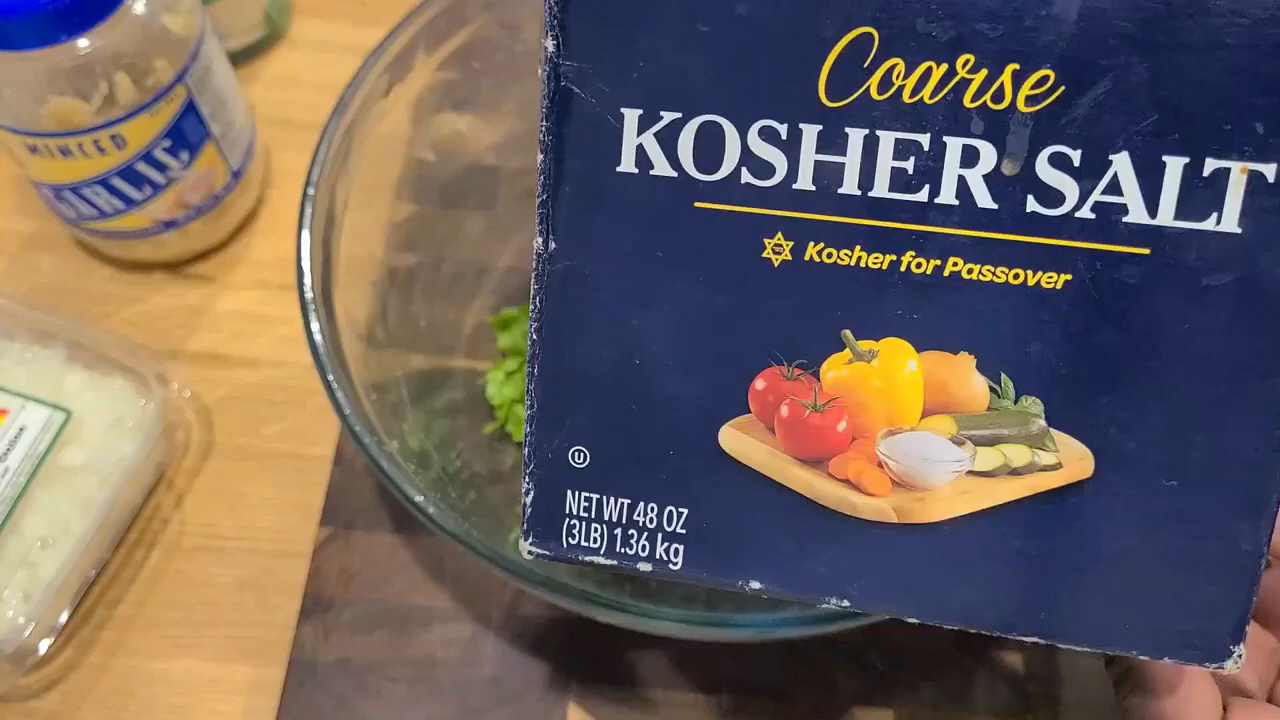 Coarse
KOSHER SALT
Kosher for Passover
U
NET WT 48 OZ
(3LB) 1.36 kg
MINCED
GARLIC